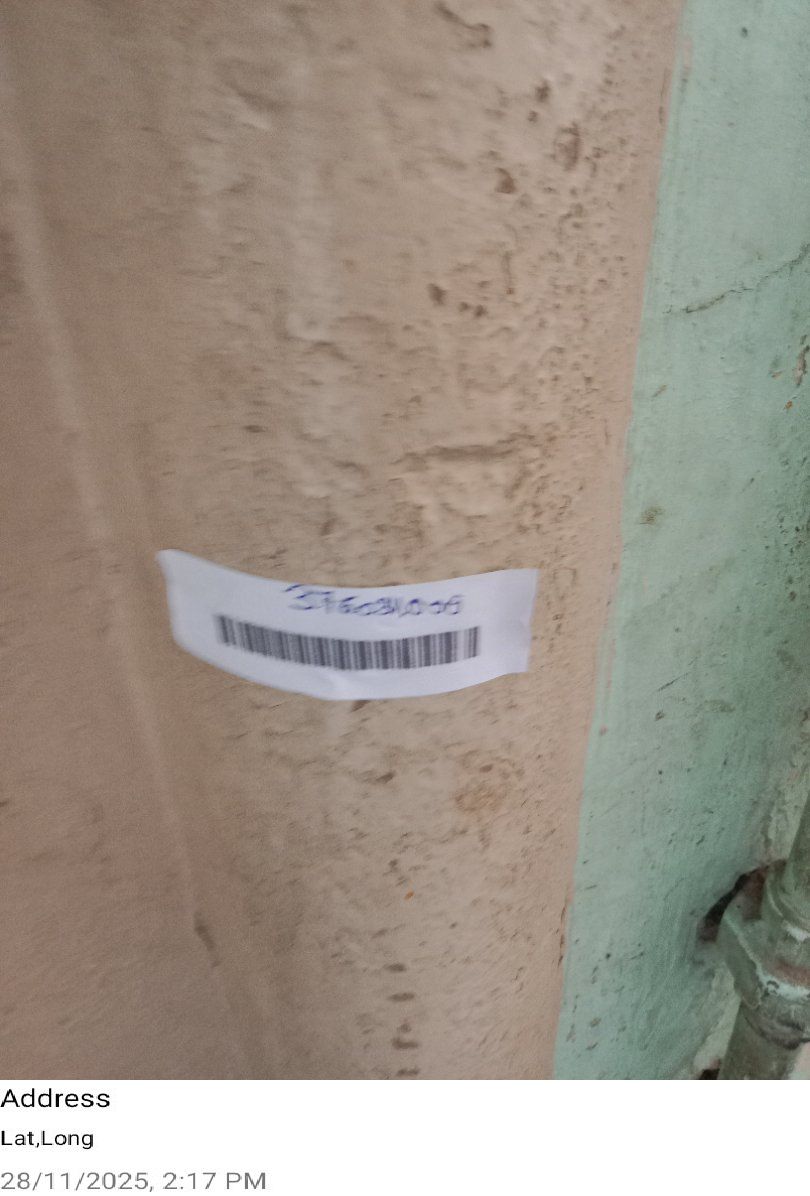 Address
Lat,Long
28/11/2025, 2:17 PM